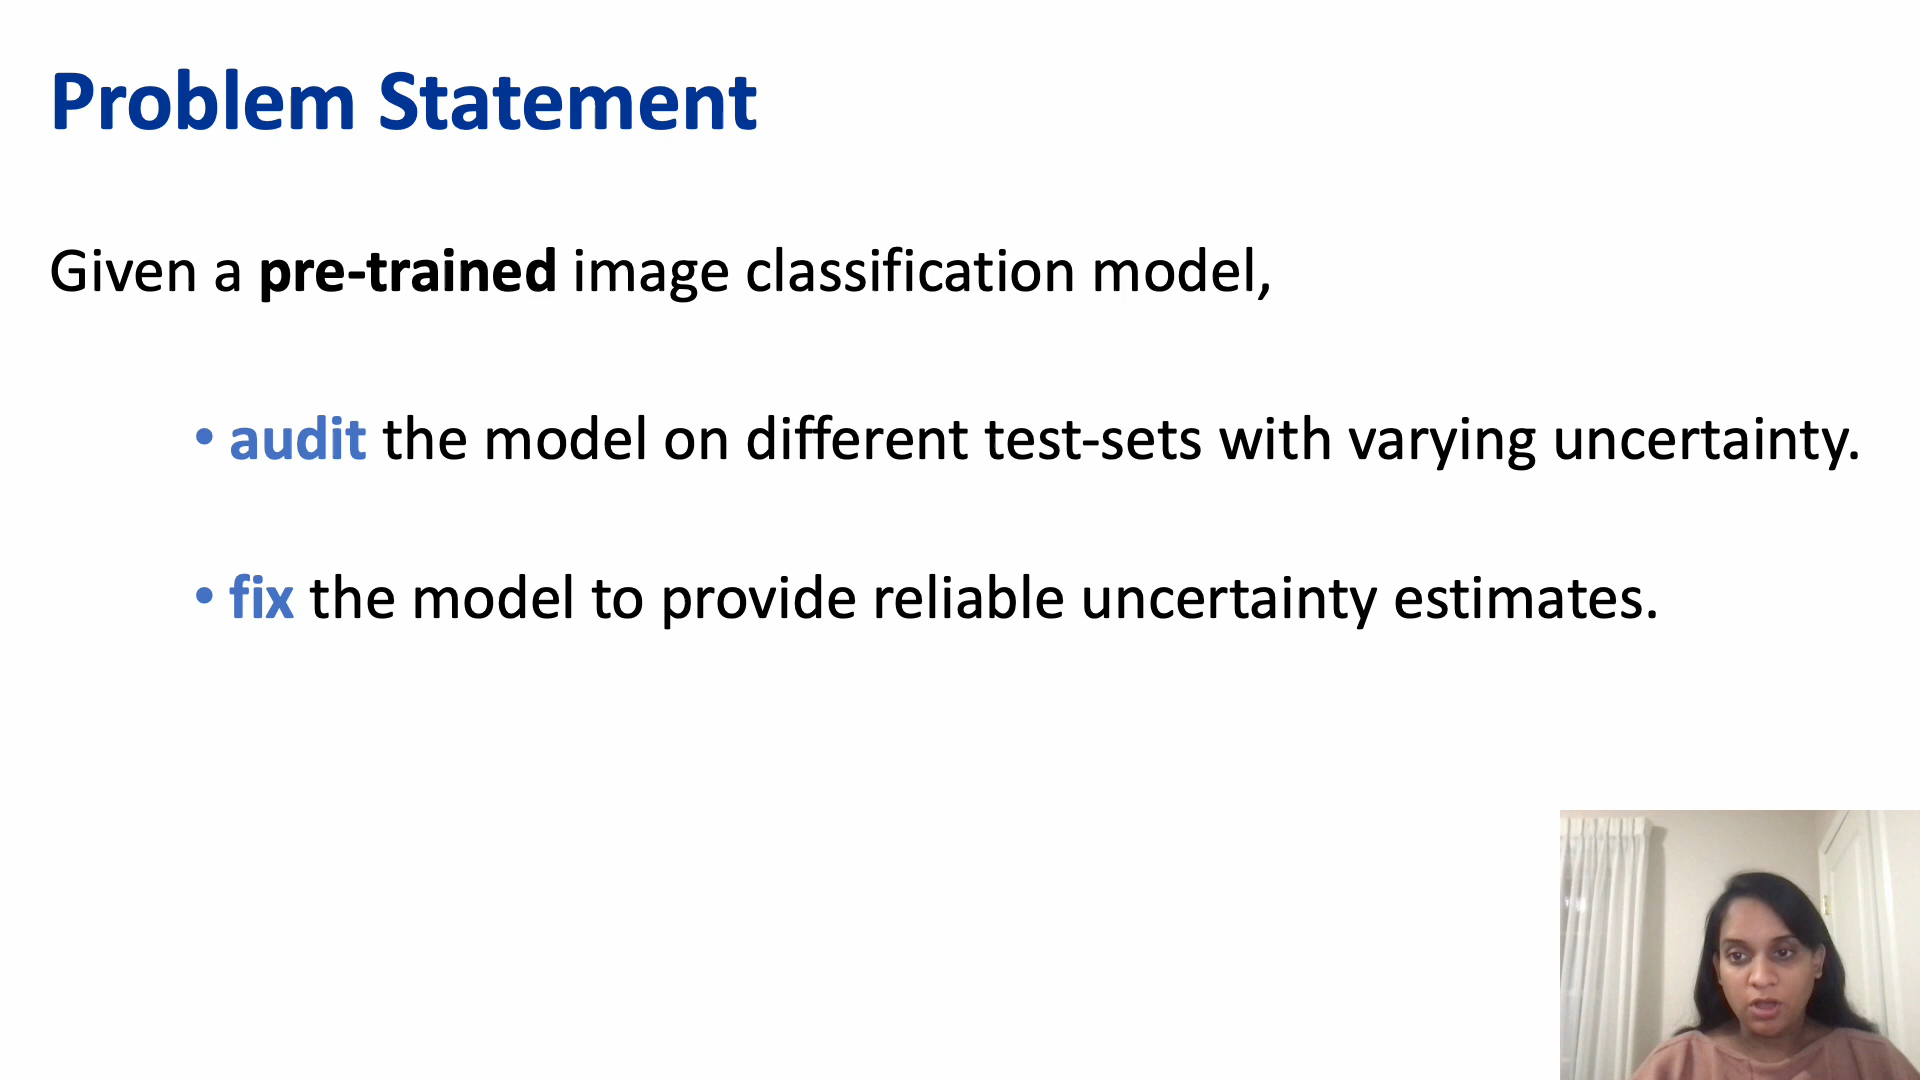 Problem Statement
Given a pre-trained image classification model,
• audit the model on different test-sets with varying uncertainty.
• fix the model to provide reliable uncertainty estimates.